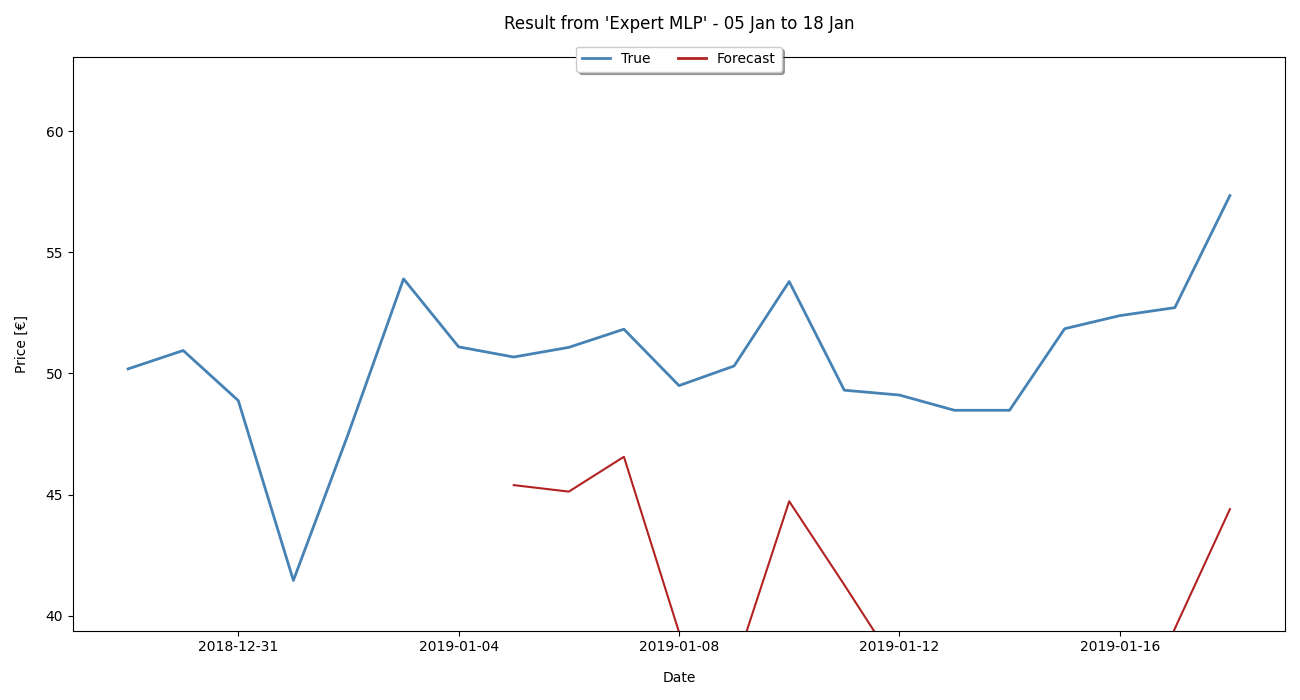 Result from 'Expert MLP' - 05 Jan to 18 Jan
True Forecast
Price [€]
60
55
50
45
40
2018-12-31 2019-01-04 2019-01-08 2019-01-12 2019-01-16
Date